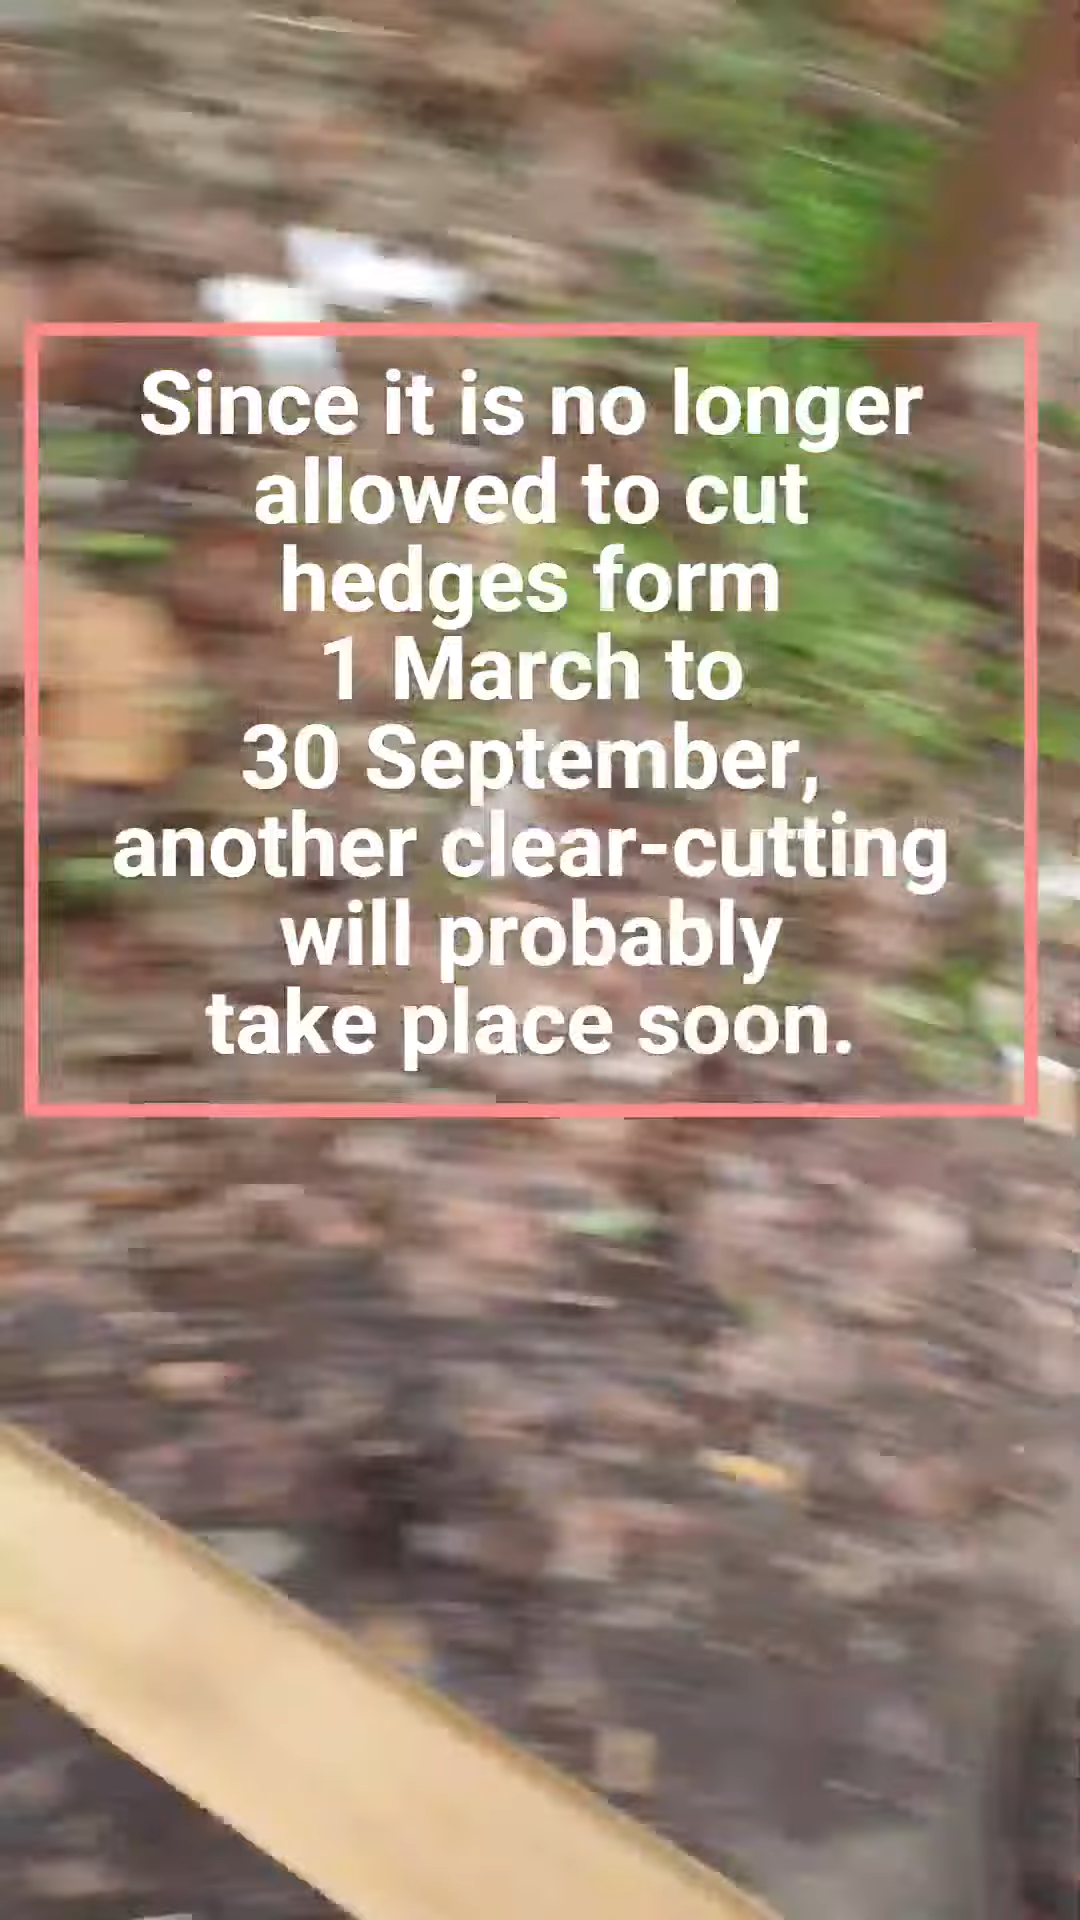 Since it is no longer
allowed to cut
hedges form
1 March to
30 September,
another clear-cutting
will probably
take place soon.